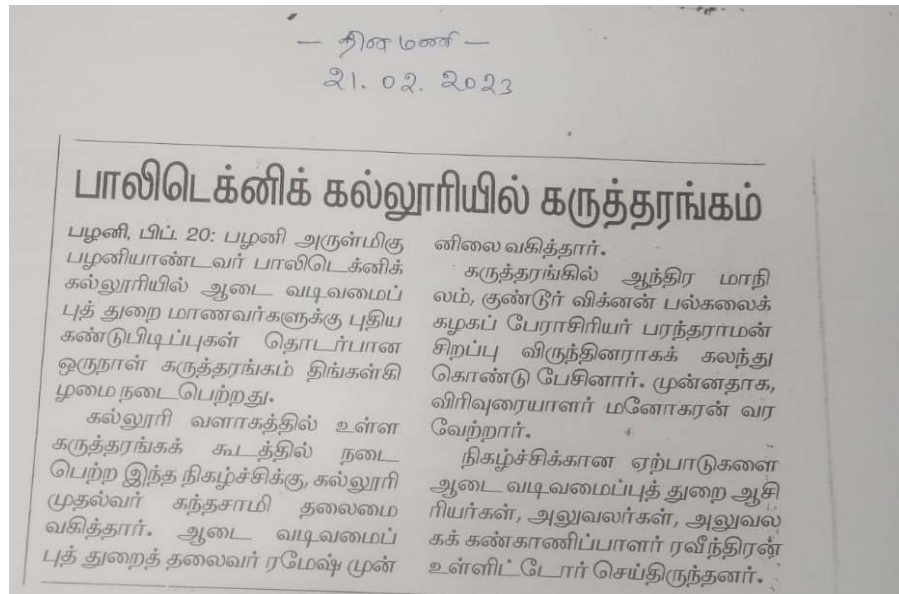 - தினமணி -
21. 02. 2023
பாலிடெக்னிக் கல்லூரியில் கருத்தரங்கம்
பழனி, பிப். 20: பழனி அருள்மிகு
பழனியாண்டவர் பாலிடெக்னிக்
கல்லூரியில் ஆடை வடிவமைப்
புத் துறை மாணவர்களுக்கு புதிய
கண்டுபிடிப்புகள் தொடர்பான
ஒருநாள் கருத்தரங்கம் திங்கள்கி
ழமை நடைபெற்றது.
கல்லூரி வளாகத்தில் உள்ள
கருத்தரங்கக் கூடத்தில் நடை
பெற்ற இந்த நிகழ்ச்சிக்கு, கல்லூரி
முதல்வர் கந்தசாமி தலைமை
வகித்தார். ஆடை வடிவமைப்
புத் துறைத் தலைவர் ரமேஷ் முன்
னிலை வகித்தார்.
கருத்தரங்கில் ஆந்திர மாநி
லம், குண்டூர் விக்னன் பல்கலைக்
கழகப் பேராசிரியர் பரந்தராமன்
சிறப்பு விருந்தினராகக் கலந்து
கொண்டு பேசினார். முன்னதாக,
விரிவுரையாளர் மனோகரன் வர
வேற்றார்.
நிகழ்ச்சிக்கான ஏற்பாடுகளை
ஆடை வடிவமைப்புத் துறை ஆசி
ரியர்கள், அலுவலர்கள், அலுவல
கக் கண்காணிப்பாளர் ரவீந்திரன்
உள்ளிட்டோர் செய்திருந்தனர்.